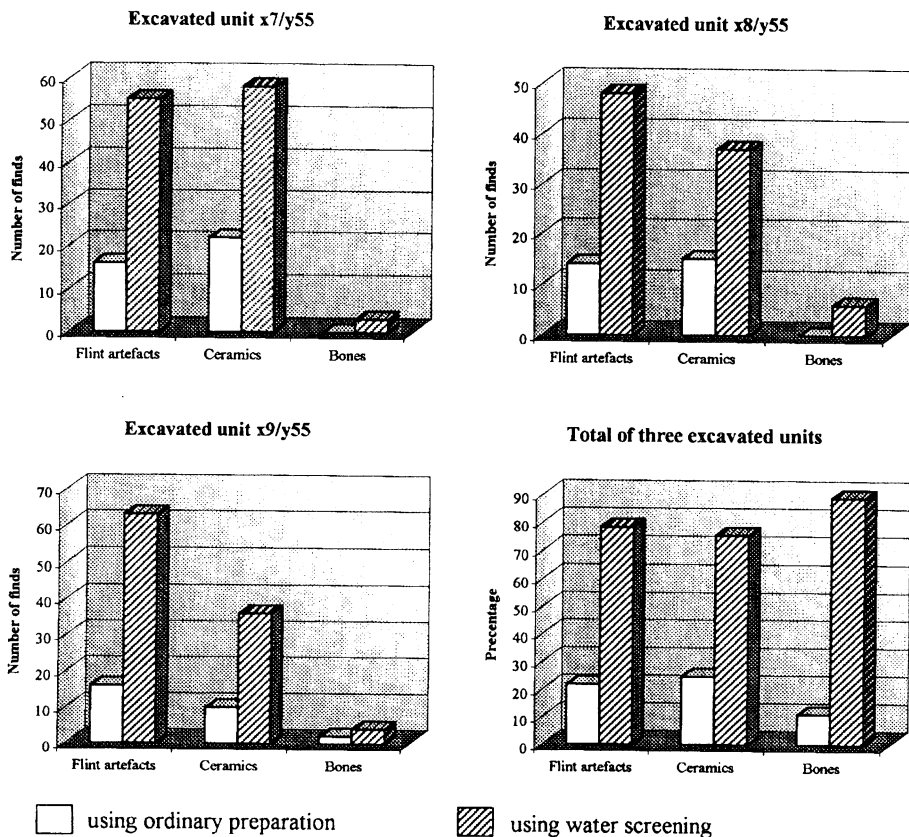 Excavated unit x7/y55
Number of finds
60
50
40
30
20
10
0
Flint artefacts Ceramics Bones
Excavated unit x8/y55
Number of finds
50
40
30
20
10
0
Flint artefacts Ceramics Bones
Excavated unit x9/y55
Number of finds
70
60
50
40
30
20
10
0
Flint artefacts Ceramics Bones
Total of three excavated units
Precentage
90
80
70
60
50
40
30
20
10
0
Flint artefacts Ceramics Bones
using ordinary preparation
using water screening